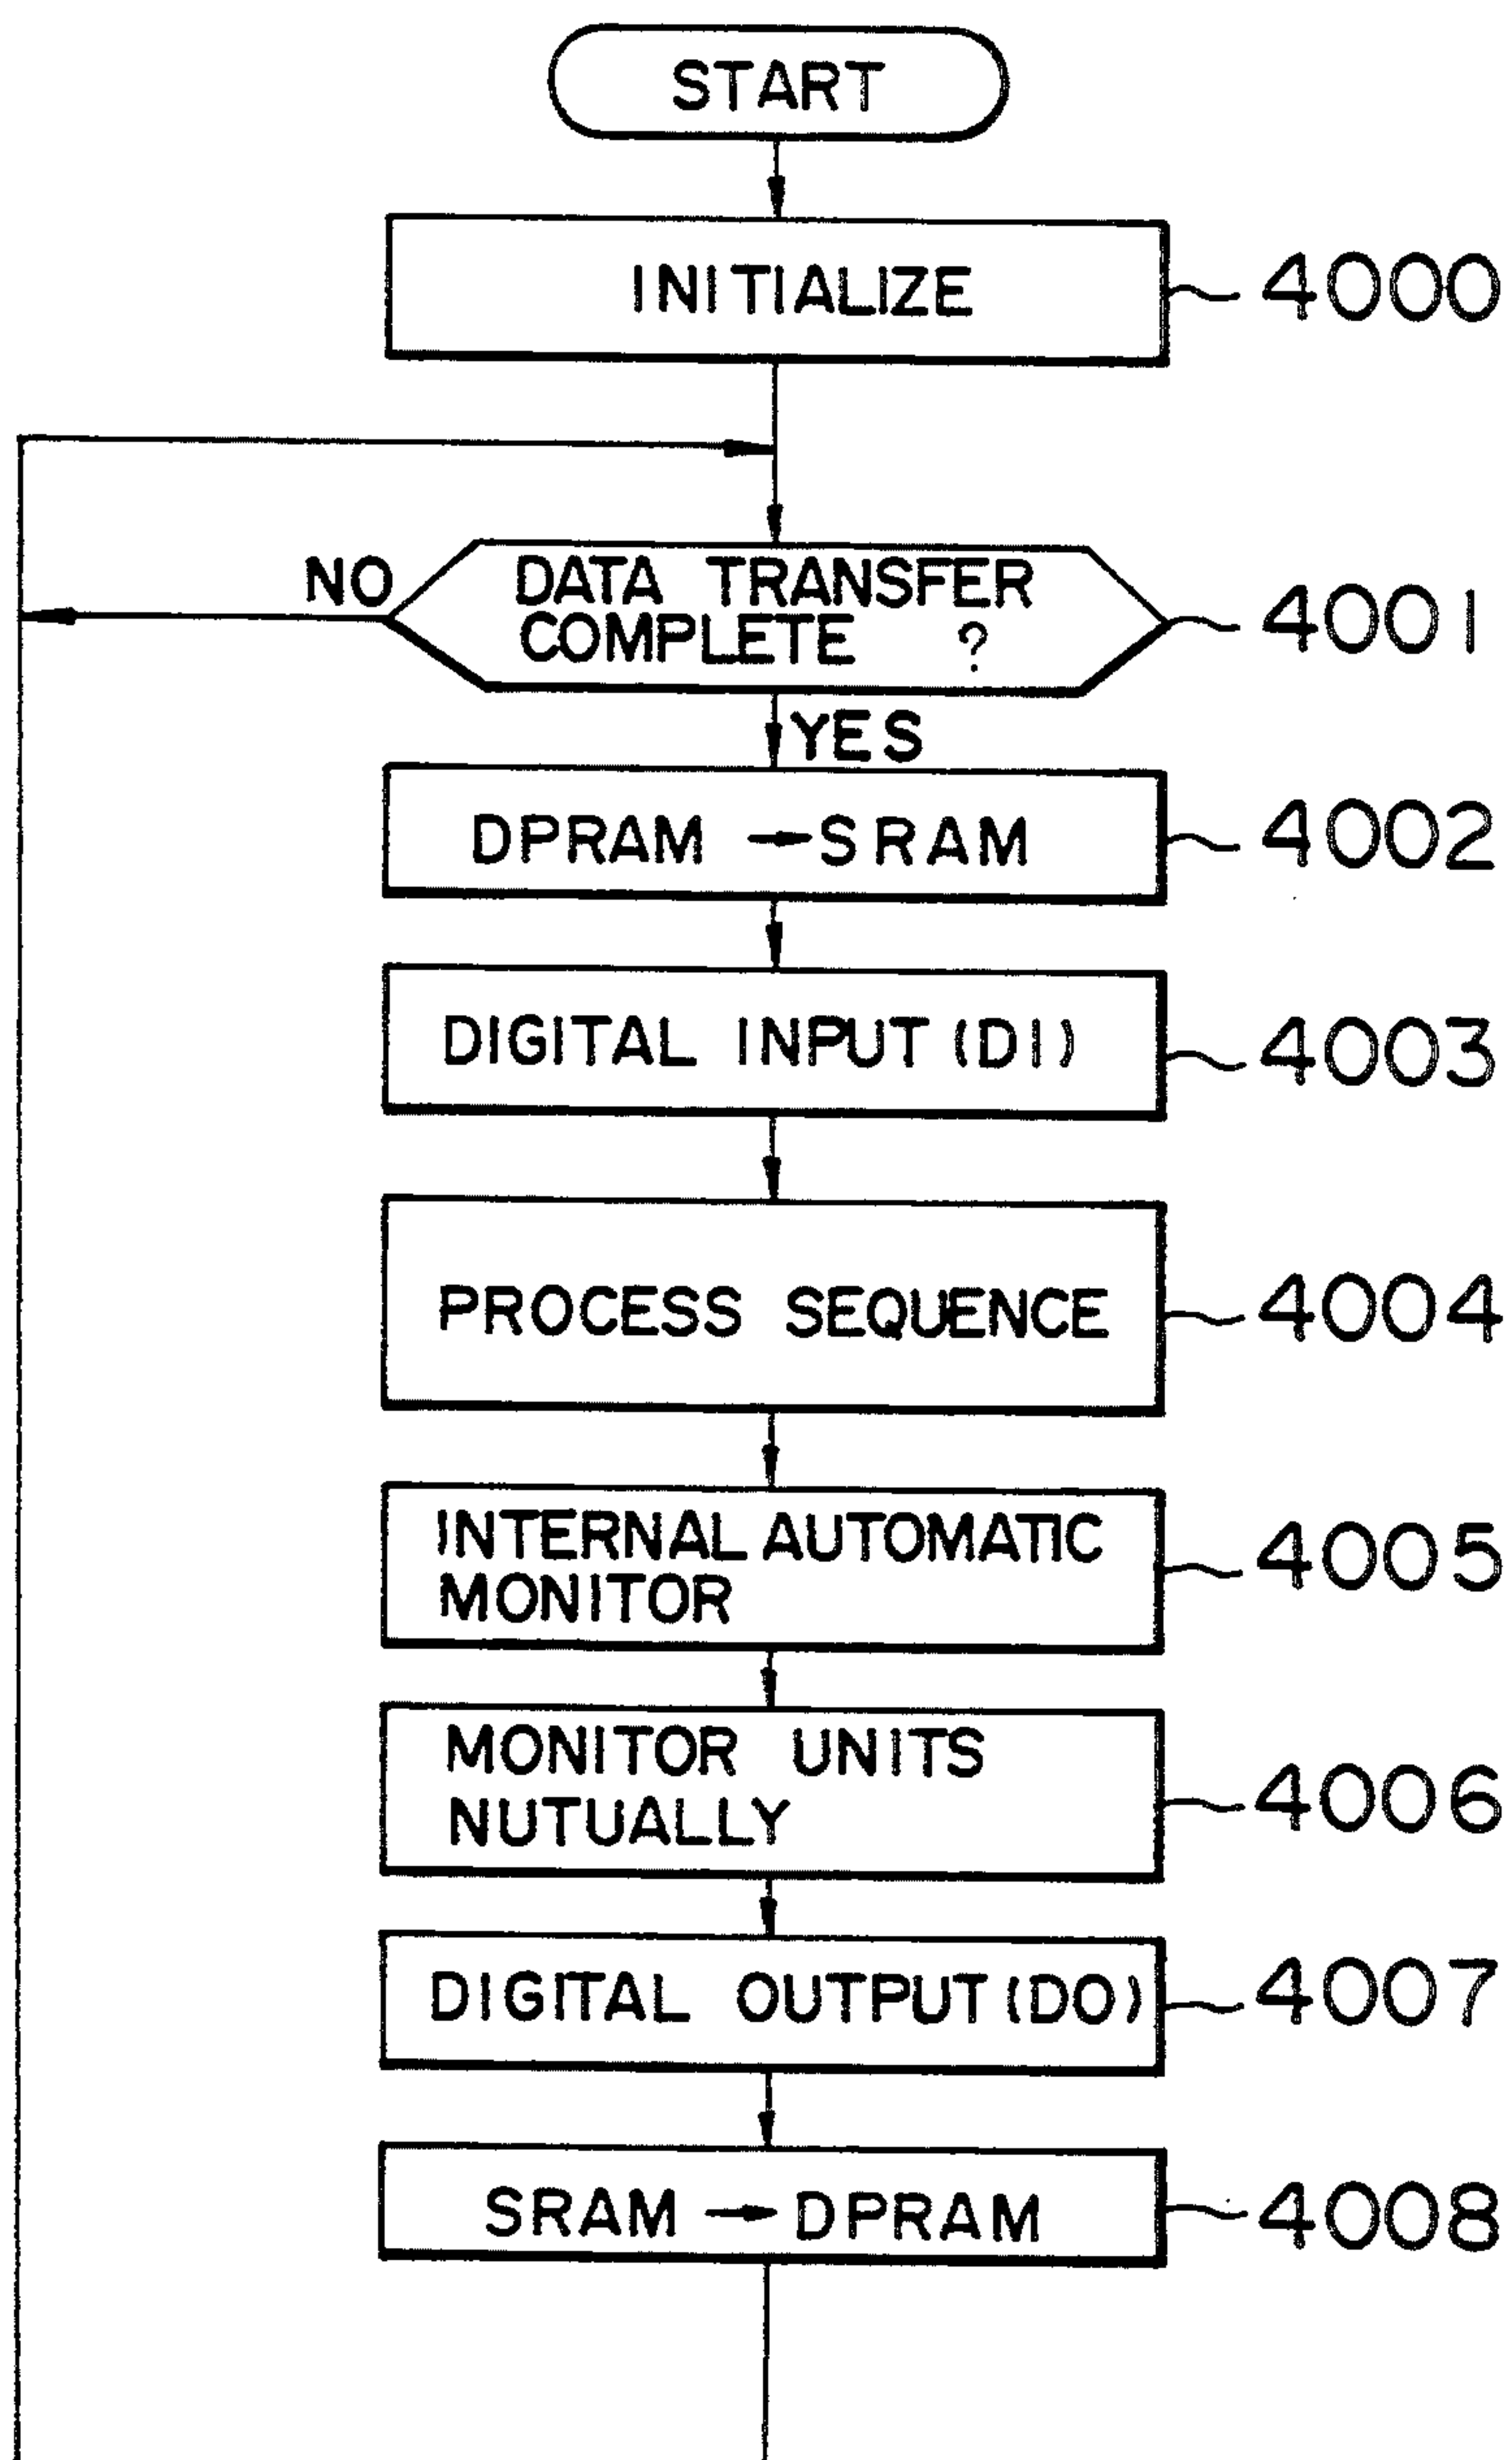 START
INITIALIZE
4000
NO
DATA TRANSFER
COMPLETE ?
4001
YES
DPRAM → SRAM
4002
DIGITAL INPUT (DI)
4003
PROCESS SEQUENCE
4004
INTERNAL AUTOMATIC
MONITOR
4005
MONITOR UNITS
NUTUALLY
4006
DIGITAL OUTPUT (DO)
4007
SRAM → DPRAM
4008